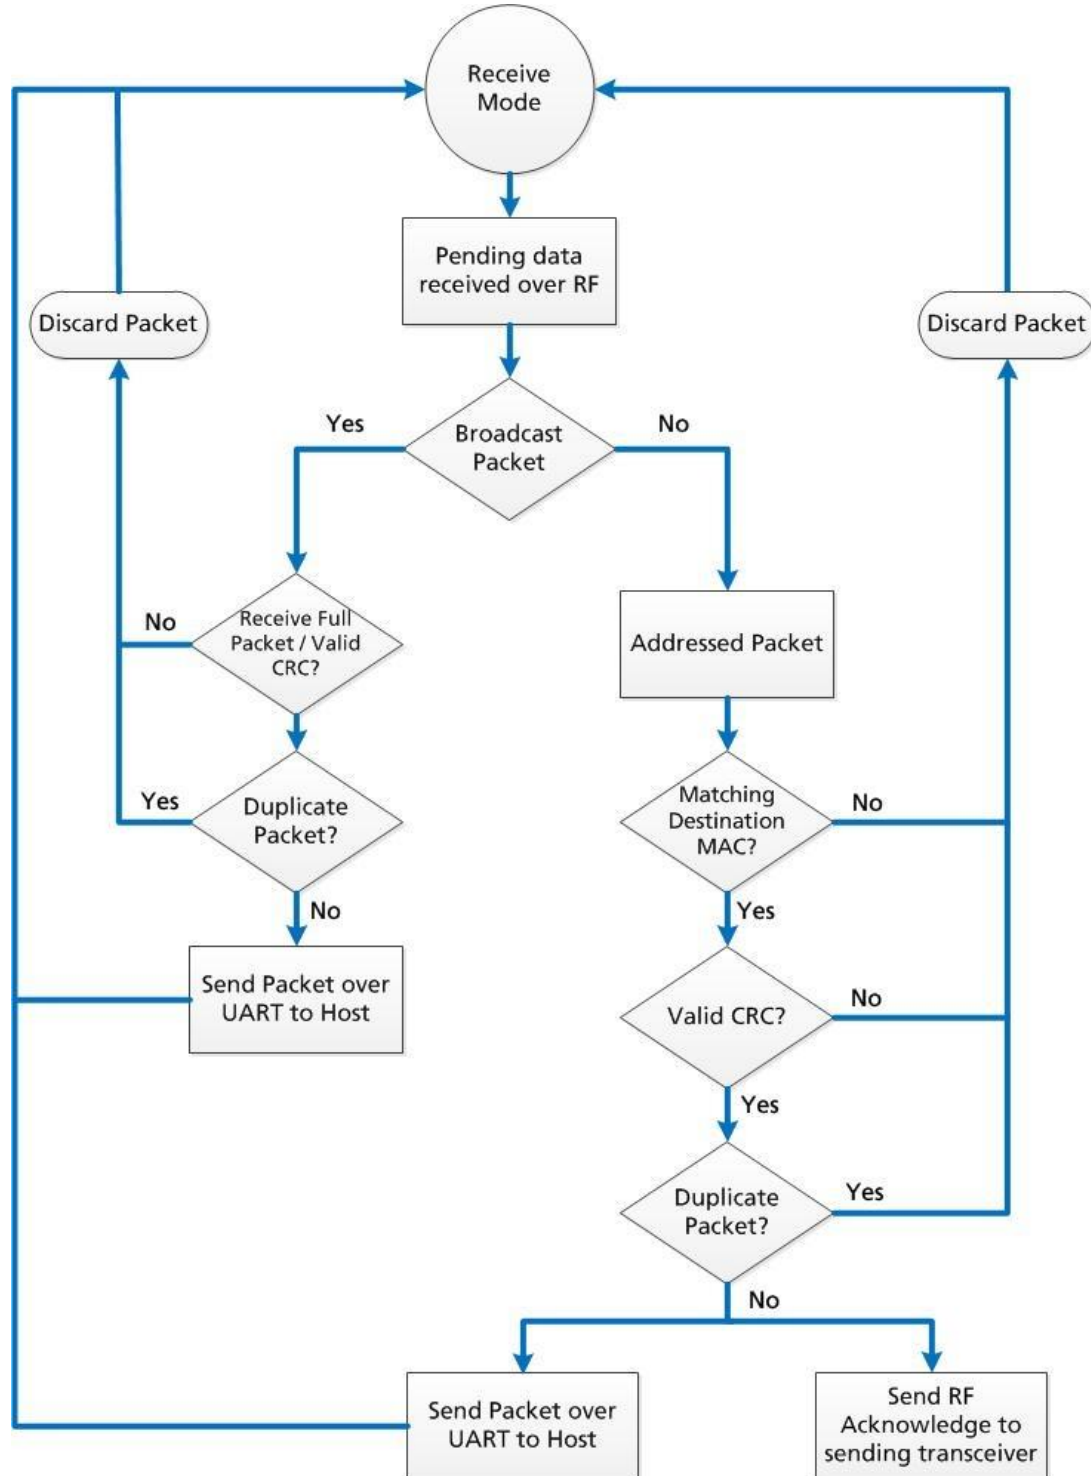 Receive
Mode
Pending data
received over RF
Discard Packet
Discard Packet
Yes
Broadcast
Packet
No
No
Receive Full
Packet / Valid
CRC?
Addressed Packet
Yes
Duplicate
Packet?
Matching
Destination
MAC?
No
No
Yes
Send Packet over
UART to Host
Valid CRC?
No
Yes
Duplicate
Packet?
Yes
No
Send Packet over
UART to Host
Send RF
Acknowledge to
sending transceiver